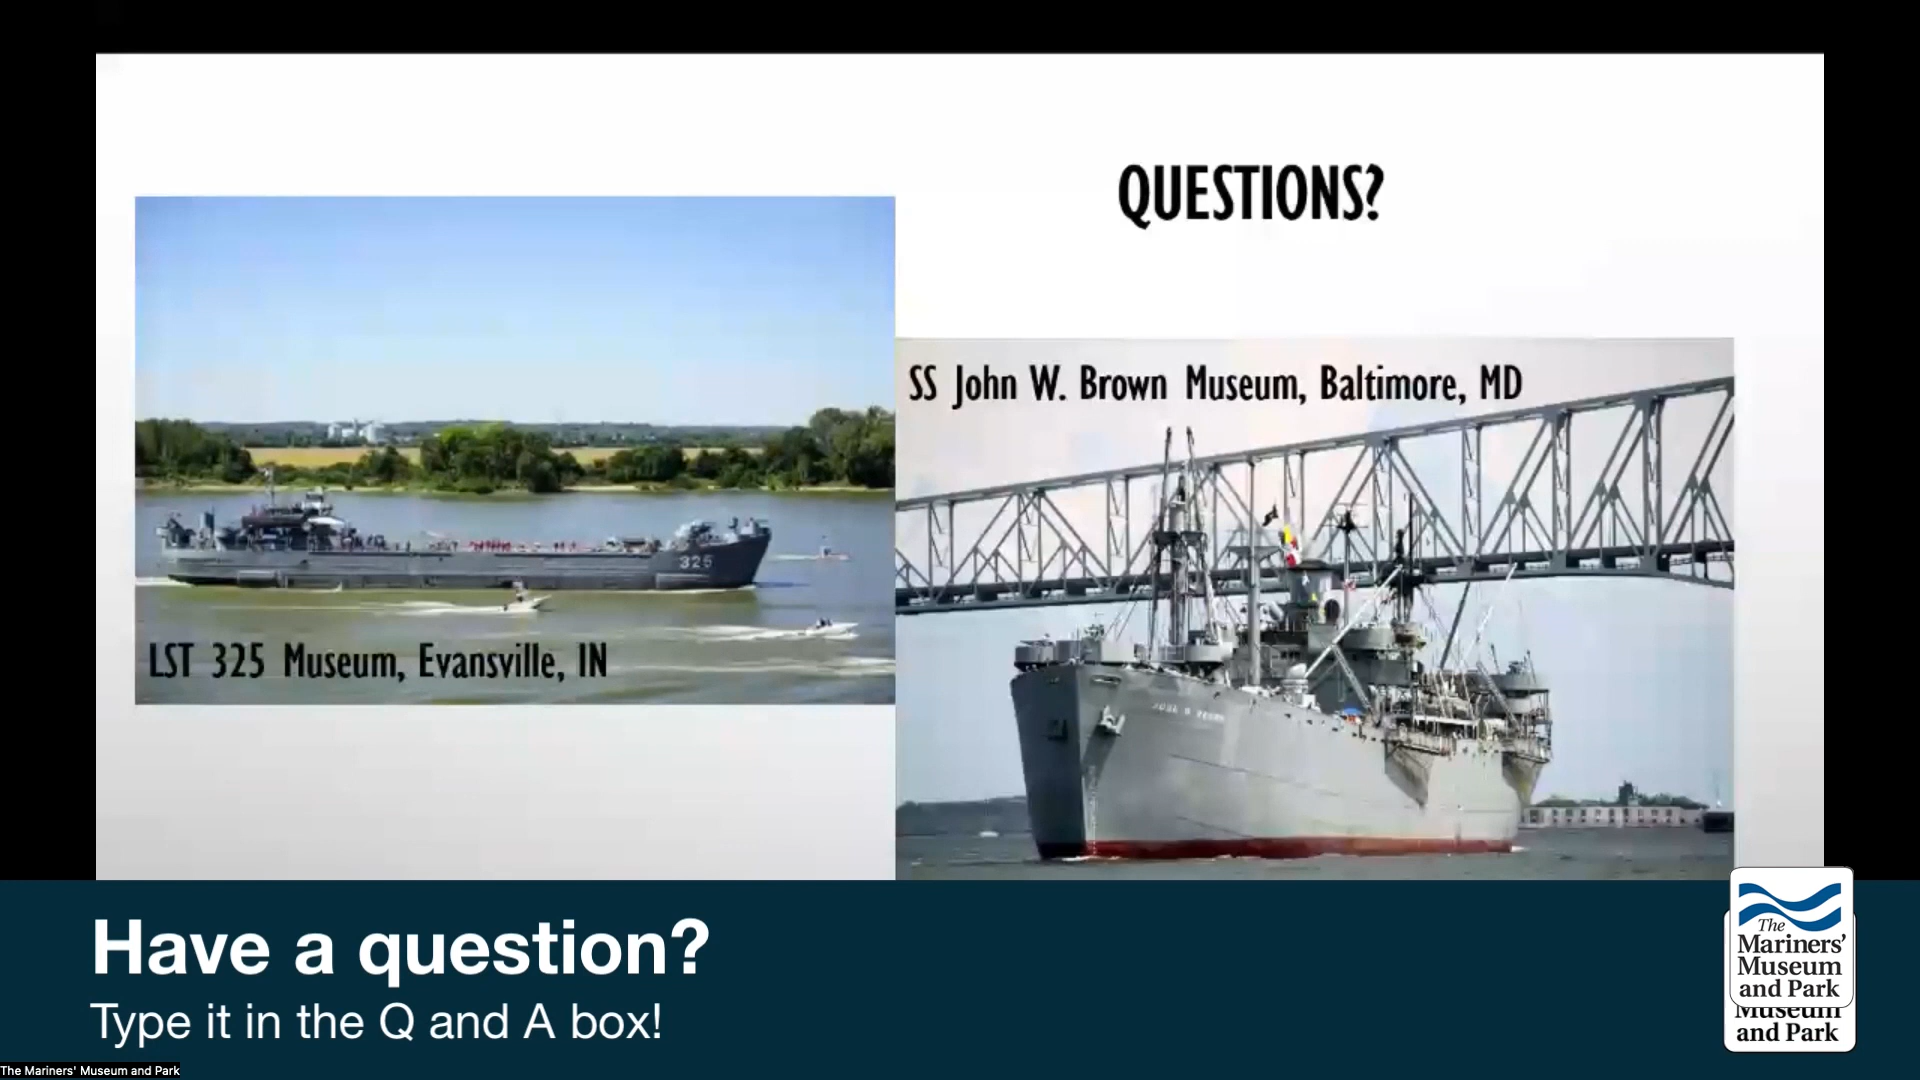 QUESTIONS?
SS John W. Brown Museum, Baltimore, MD
325
LST 325 Museum, Evansville, IN
Have a question?
Type it in the Q and A box!
The
Mariners'
Museum
and Park
Museum
and Park
The Mariners' Museum and Park